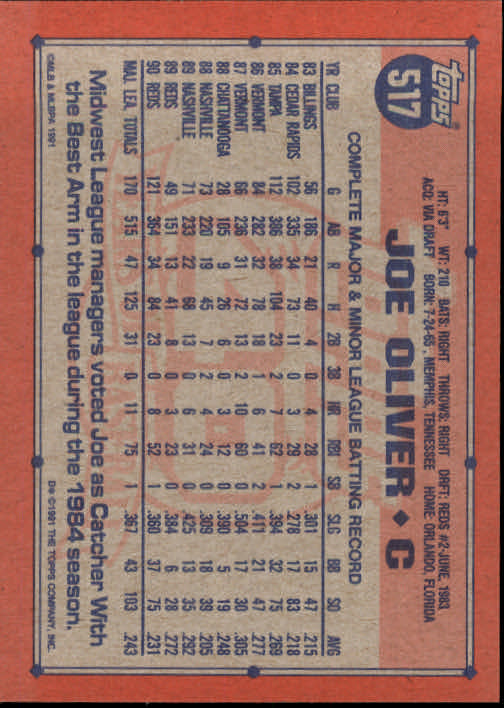 Topps
517
HT: 6'3" WT: 210 BATS: RIGHT THROWS: RIGHT DRAFT: REDS #2-JUNE, 1983
ACQ: VIA DRAFT BORN: 7-24-65, MEMPHIS, TENNESSEE HOME: ORLANDO, FLORIDA
JOE OLIVER ◆ C
COMPLETE MAJOR & MINOR LEAGUE BATTING RECORD
YR CLUB G AB R H 2B 3B HR RBI SB SLG BB SO AVG
83 BILLINGS 56 186 21 40 4 0 4 28 1 .301 15 47 .215
84 CEDAR RAPIDS 102 335 34 73 11 0 3 29 2 .278 17 83 .218
85 TAMPA 112 386 38 104 23 2 7 62 1 .394 32 75 .269
86 VERMONT 84 282 32 78 18 1 6 41 2 .411 21 47 .277
87 VERMONT 66 236 31 72 13 2 10 60 0 .504 17 30 .305
88 CHATTANOOGA 28 105 9 26 6 0 3 12 0 .390 5 19 .248
88 NASHVILLE 73 220 19 45 7 2 4 24 0 .309 18 39 .205
89 NASHVILLE 71 233 22 68 13 0 6 31 0 .425 13 35 .292
89 REDS 49 151 13 41 8 0 3 23 0 .384 6 28 .272
90 REDS 121 364 34 84 23 0 8 52 1 .360 37 75 .231
MAJ. LEA. TOTALS 170 515 47 125 31 0 11 75 1 .367 43 103 .243
Midwest League managers voted Joe as Catcher With
the Best Arm in the league during the 1984 season.
©MLB & MLBPA 1991
D* © 1991 THE TOPPS COMPANY, INC.